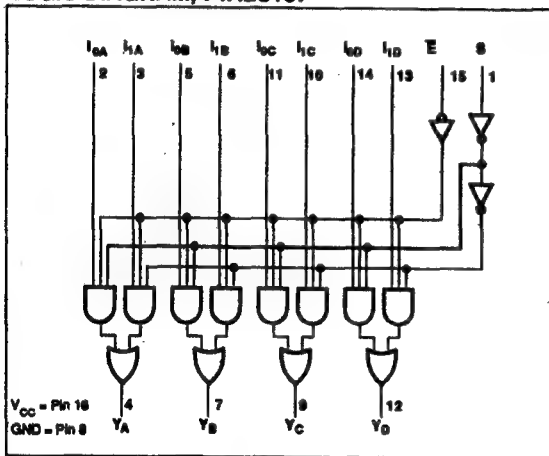 I0A I1A I0B I1B I0C I1C I0D I1D E̅ S
2 3 5 6 11 10 14 13 15 1
VCC = Pin 16
GND = Pin 8
4 7 9 12
YA YB YC YD